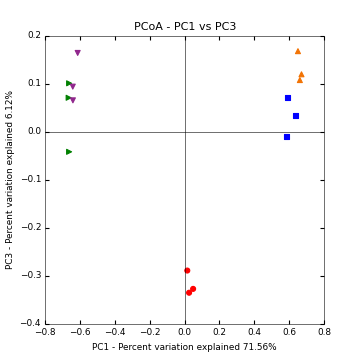 PCoA - PC1 vs PC3
PC3 - Percent variation explained 6.12%
0.2
0.1
0.0
−0.1
−0.2
−0.3
−0.4
−0.8 −0.6 −0.4 −0.2 0.0 0.2 0.4 0.6 0.8
PC1 - Percent variation explained 71.56%